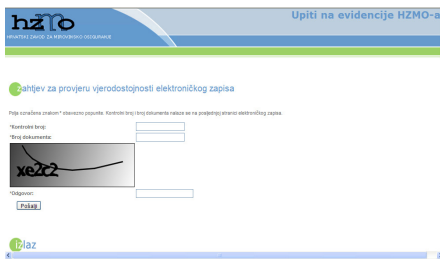 hzmo
HRVATSKI ZAVOD ZA MIROVINSKO OSIGURANJE
Upiti na evidencije HZMO-a
Zahtjev za provjeru vjerodostojnosti elektroničkog zapisa
Polja označena znakom * obavezno popunite. Kontrolni broj i broj dokumenta nalaze se na posljednjoj stranici elektroničkog zapisa.
*Kontrolni broj:
*Broj dokumenta:
xe2c2
*Odgovor:
Pošalji
Izlaz